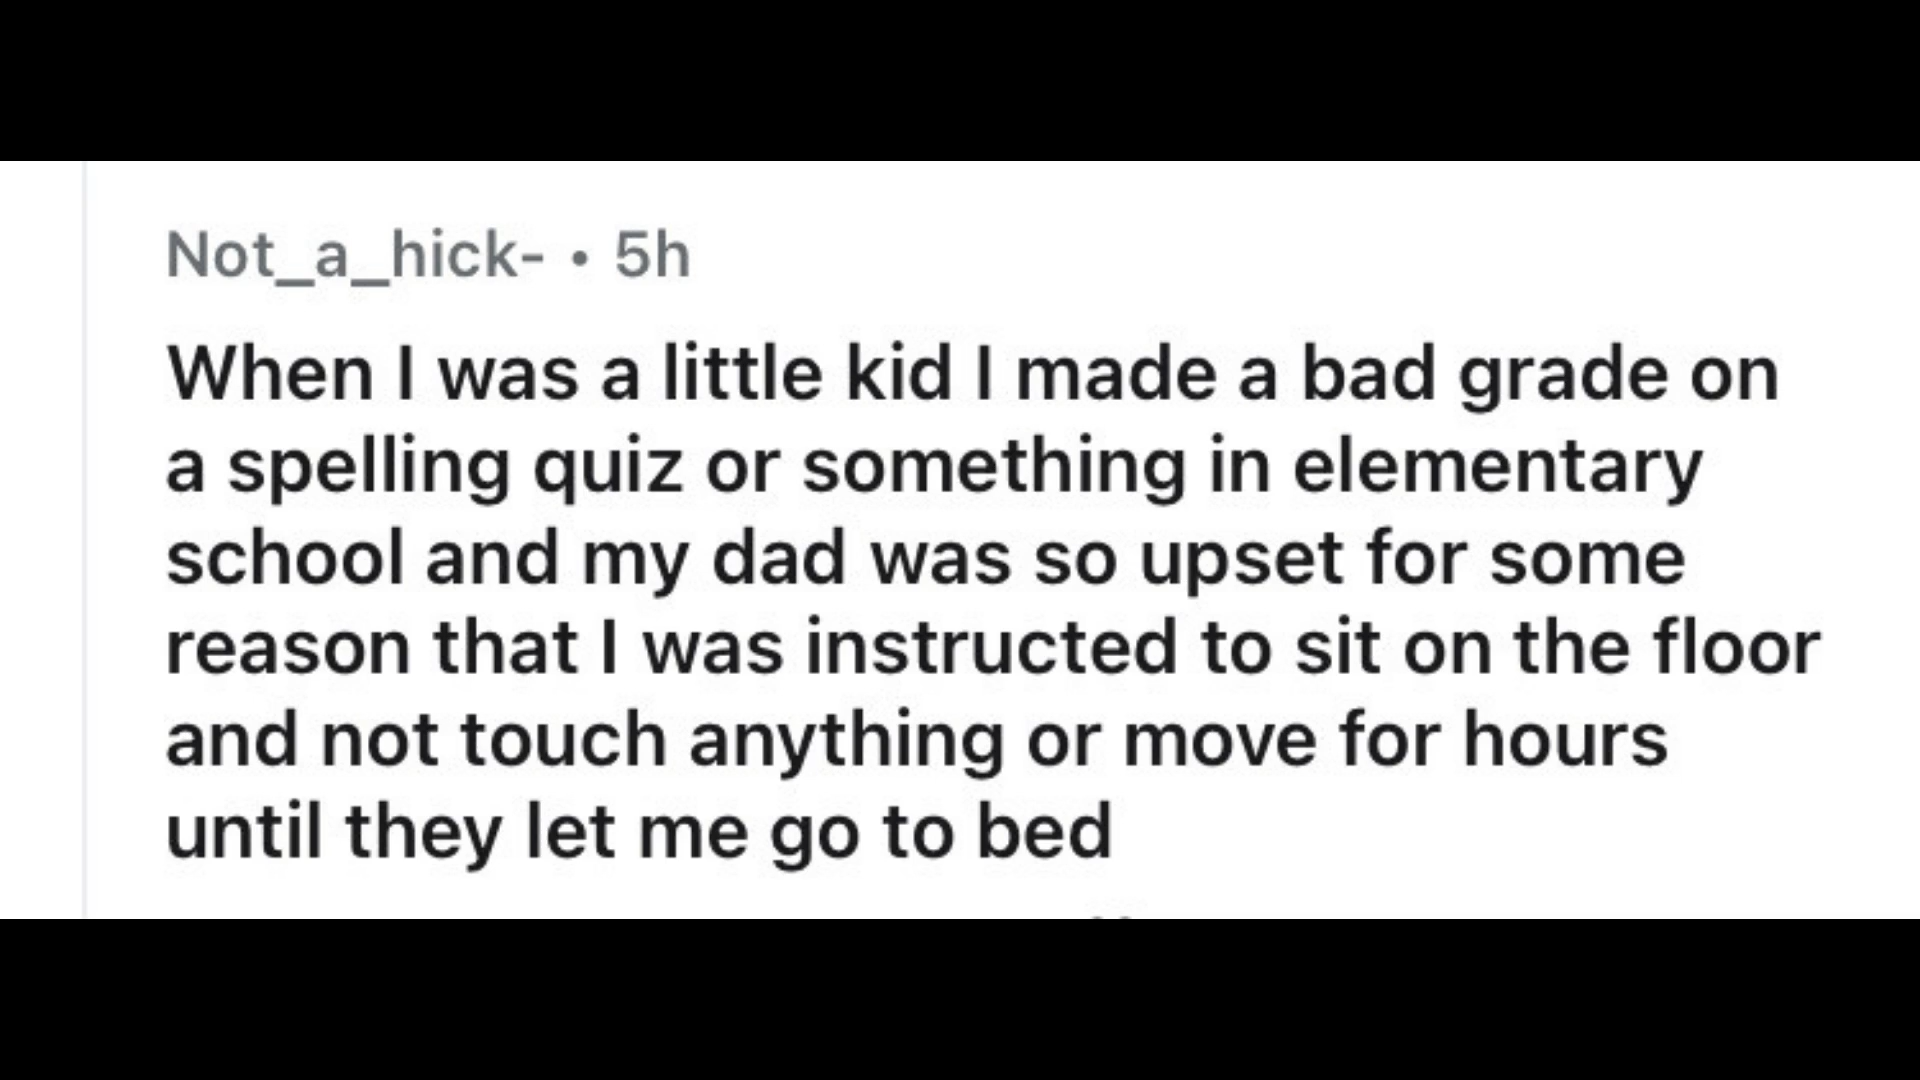 Not_a_hick- • 5h
When I was a little kid I made a bad grade on
a spelling quiz or something in elementary
school and my dad was so upset for some
reason that I was instructed to sit on the floor
and not touch anything or move for hours
until they let me go to bed